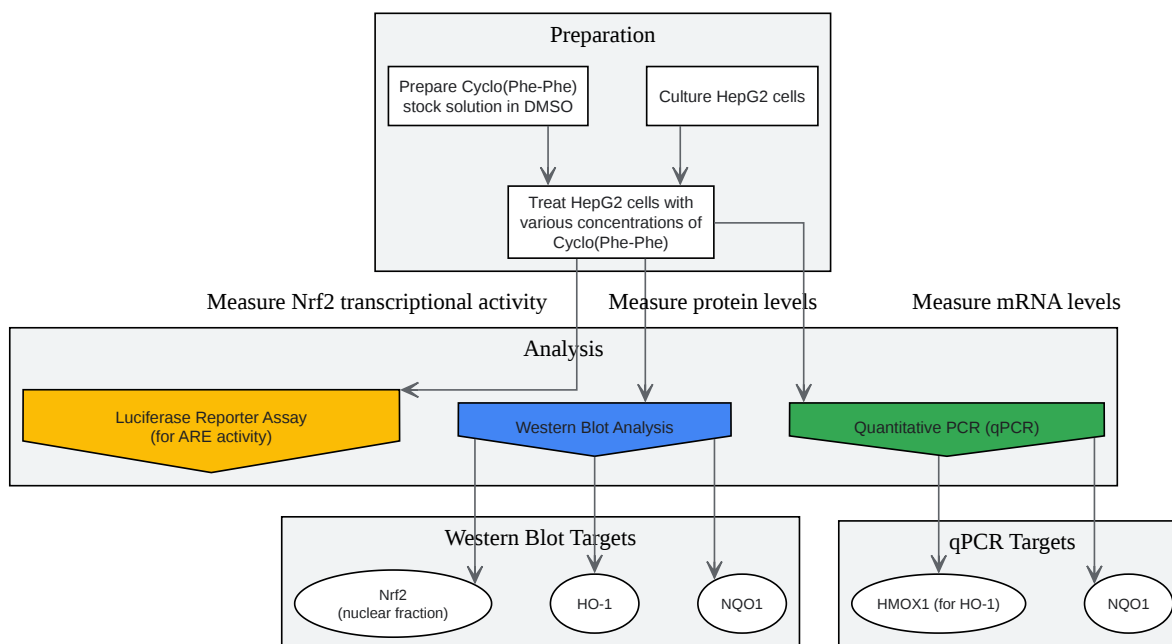 Preparation
Prepare Cyclo(Phe-Phe)
stock solution in DMSO
Culture HepG2 cells
Treat HepG2 cells with
various concentrations of
Cyclo(Phe-Phe)
Measure Nrf2 transcriptional activity
Measure protein levels
Measure mRNA levels
Analysis
Luciferase Reporter Assay
(for ARE activity)
Western Blot Analysis
Quantitative PCR (qPCR)
Western Blot Targets
qPCR Targets
Nrf2
(nuclear fraction)
HO-1
NQO1
HMOX1 (for HO-1)
NQO1